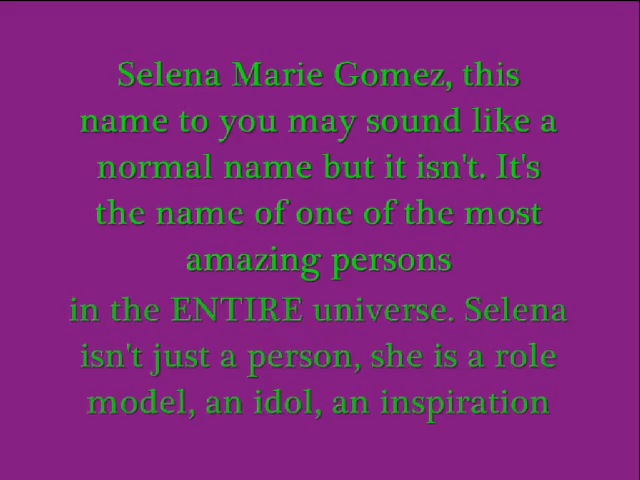 Selena Marie Gomez, this
name to you may sound like a
normal name but it isn't. It's
the name of one of the most
amazing persons
in the ENTIRE universe. Selena
isn't just a person, she is a role
model, an idol, an inspiration